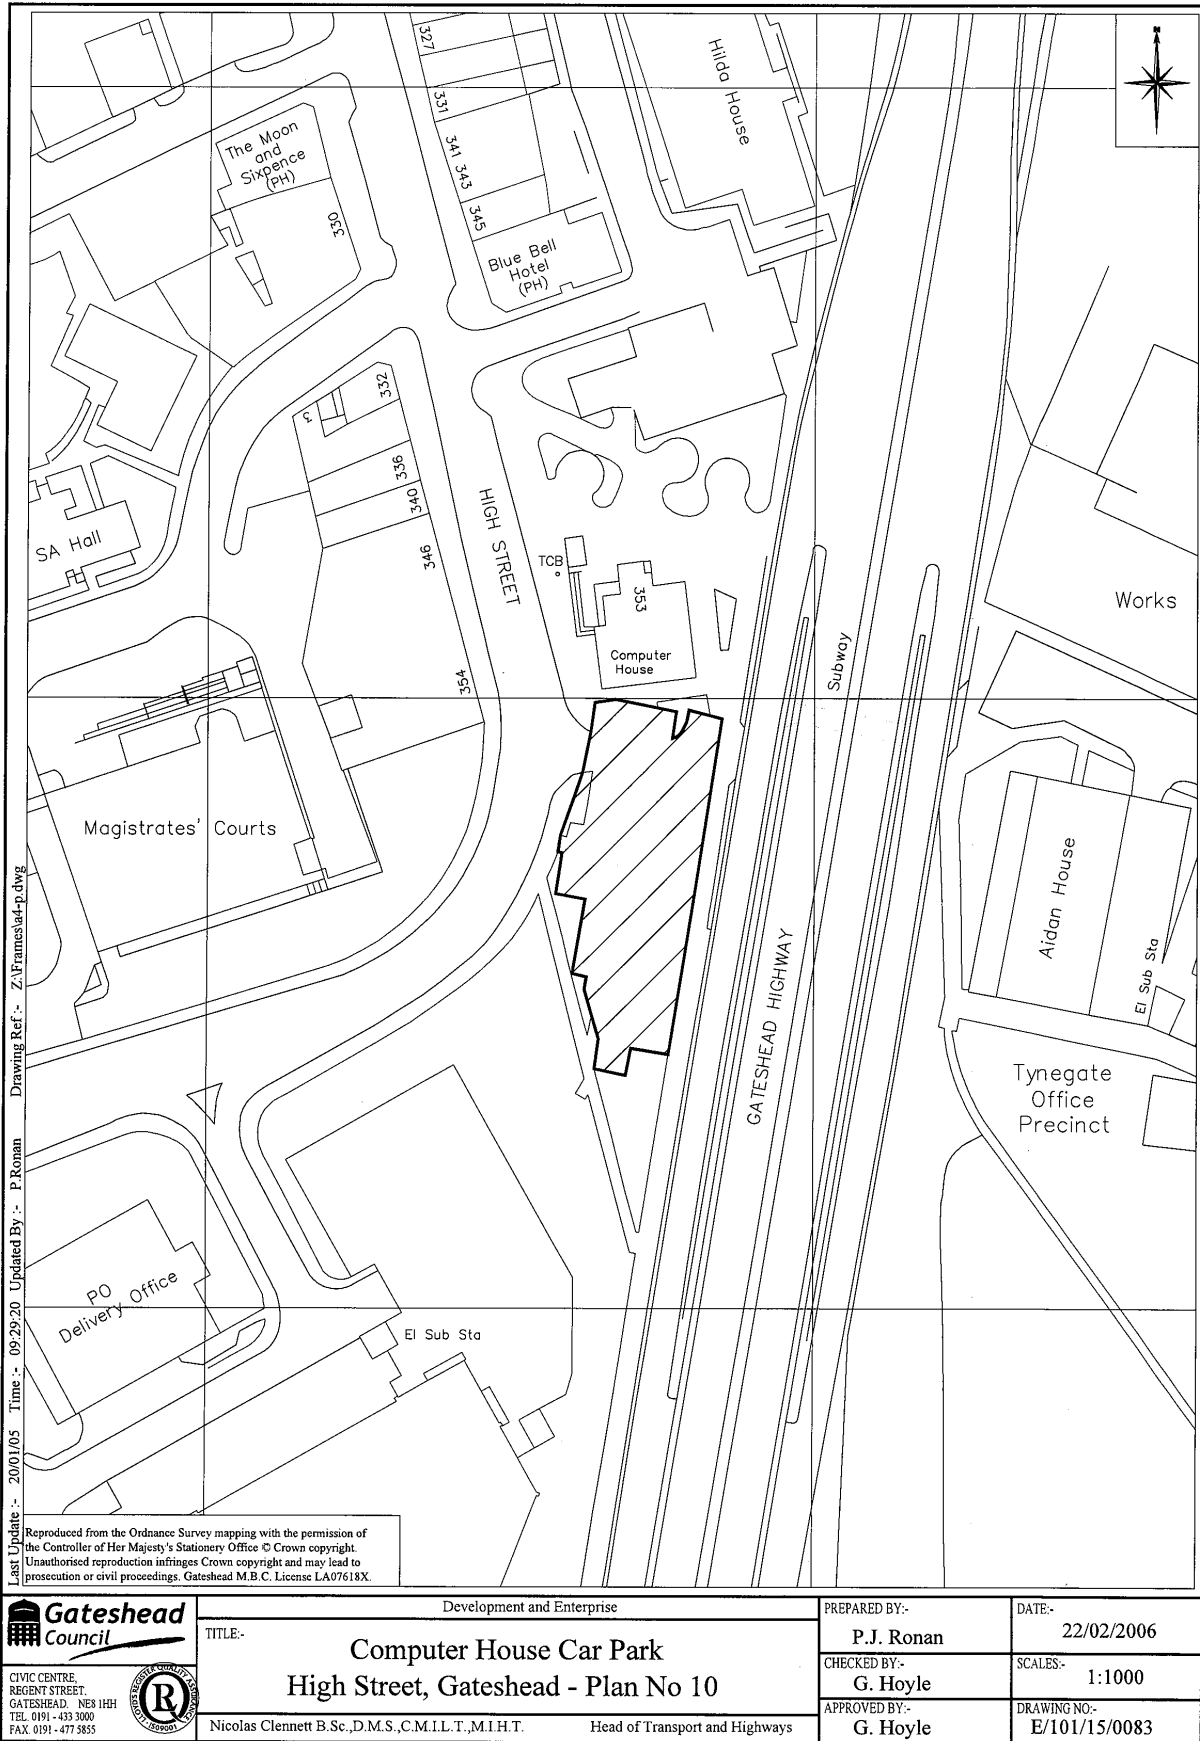 N
327
331
341 343
345
Hilda House
The Moon
and
Sixpence
(PH)
330
Blue Bell
Hotel
(PH)
332
3
336
340
346
354
HIGH STREET
TCB
353
Computer
House
SA Hall
Works
Subway
Magistrates' Courts
Aidan House
El Sub Sta
GATESHEAD HIGHWAY
Tynegate
Office
Precinct
PO
Delivery Office
El Sub Sta
Last Update :- 20/01/05 Time :- 09:29:20 Updated By :- P.Ronan Drawing Ref :- Z:\Frames\a4-p.dwg
Reproduced from the Ordnance Survey mapping with the permission of
the Controller of Her Majesty's Stationery Office © Crown copyright.
Unauthorised reproduction infringes Crown copyright and may lead to
prosecution or civil proceedings. Gateshead M.B.C. License LA07618X.
Gateshead
Council
CIVIC CENTRE,
REGENT STREET.
GATESHEAD. NE8 1HH
TEL. 0191 - 433 3000
FAX. 0191 - 477 5855
LLOYD'S REGISTER QUALITY ASSURANCE
R
ISO9001
Development and Enterprise
TITLE:-
Computer House Car Park
High Street, Gateshead - Plan No 10
Nicolas Clennett B.Sc.,D.M.S.,C.M.I.L.T.,M.I.H.T. Head of Transport and Highways
PREPARED BY:-
P.J. Ronan
CHECKED BY:-
G. Hoyle
APPROVED BY:-
G. Hoyle
DATE:-
22/02/2006
SCALES:-
1:1000
DRAWING NO:-
E/101/15/0083